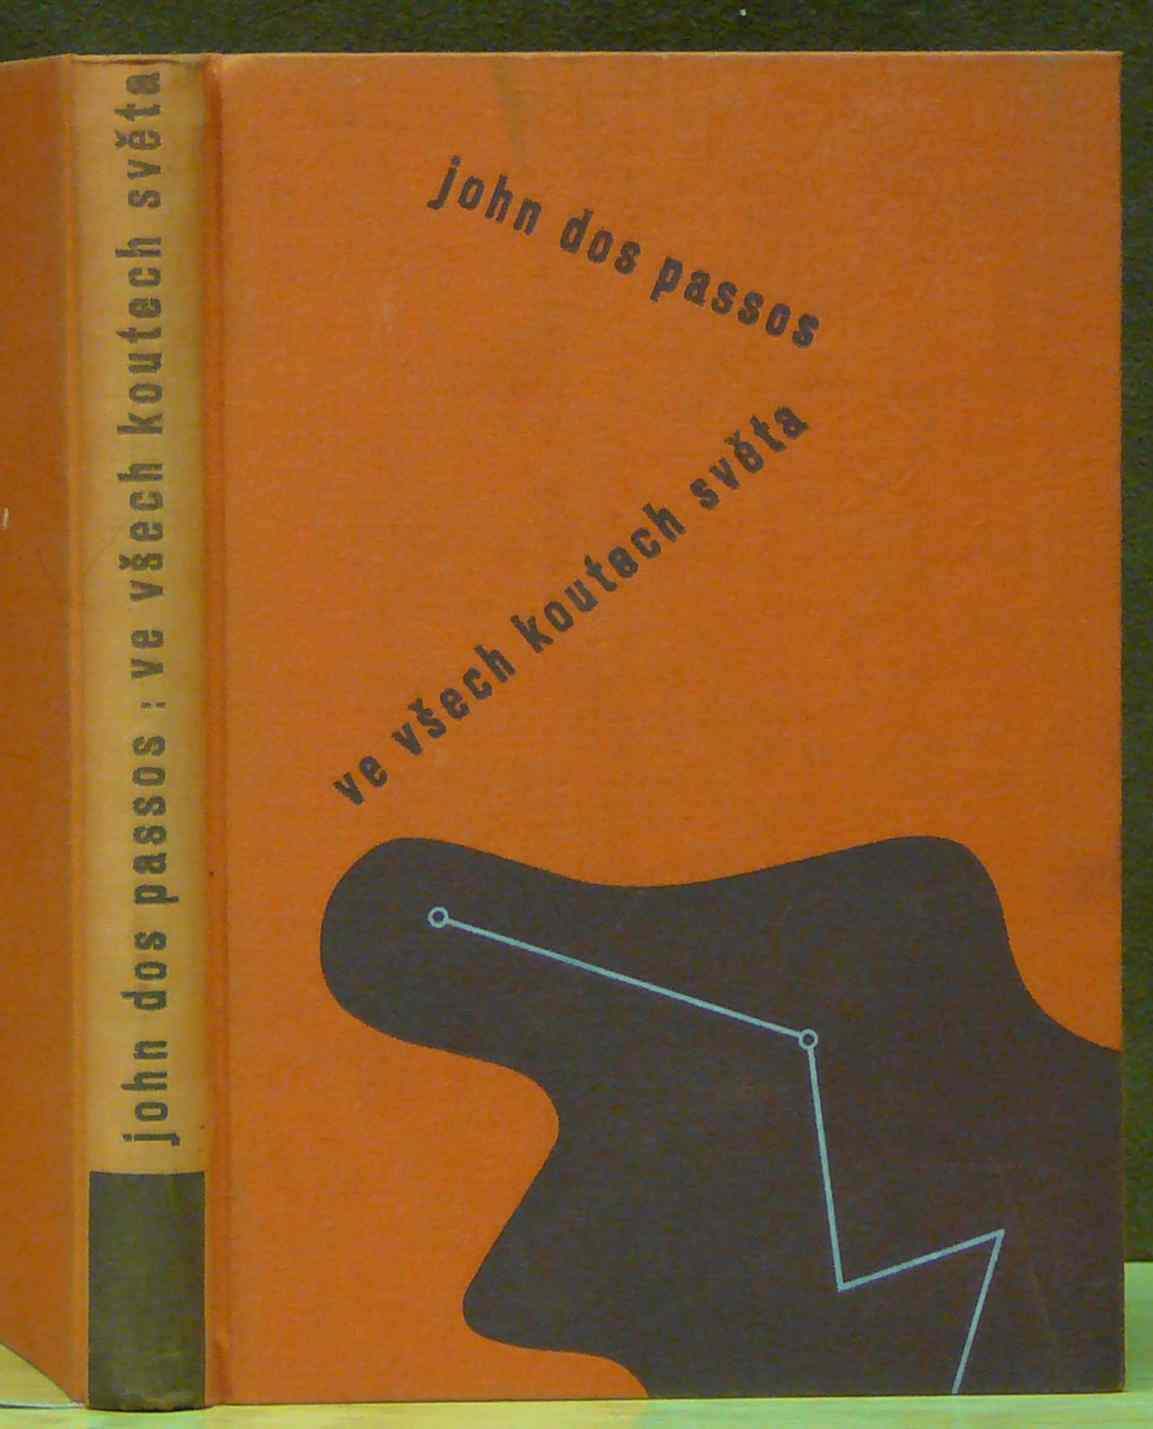 john dos passos : ve všech koutech světa
john dos passos
ve všech koutech světa